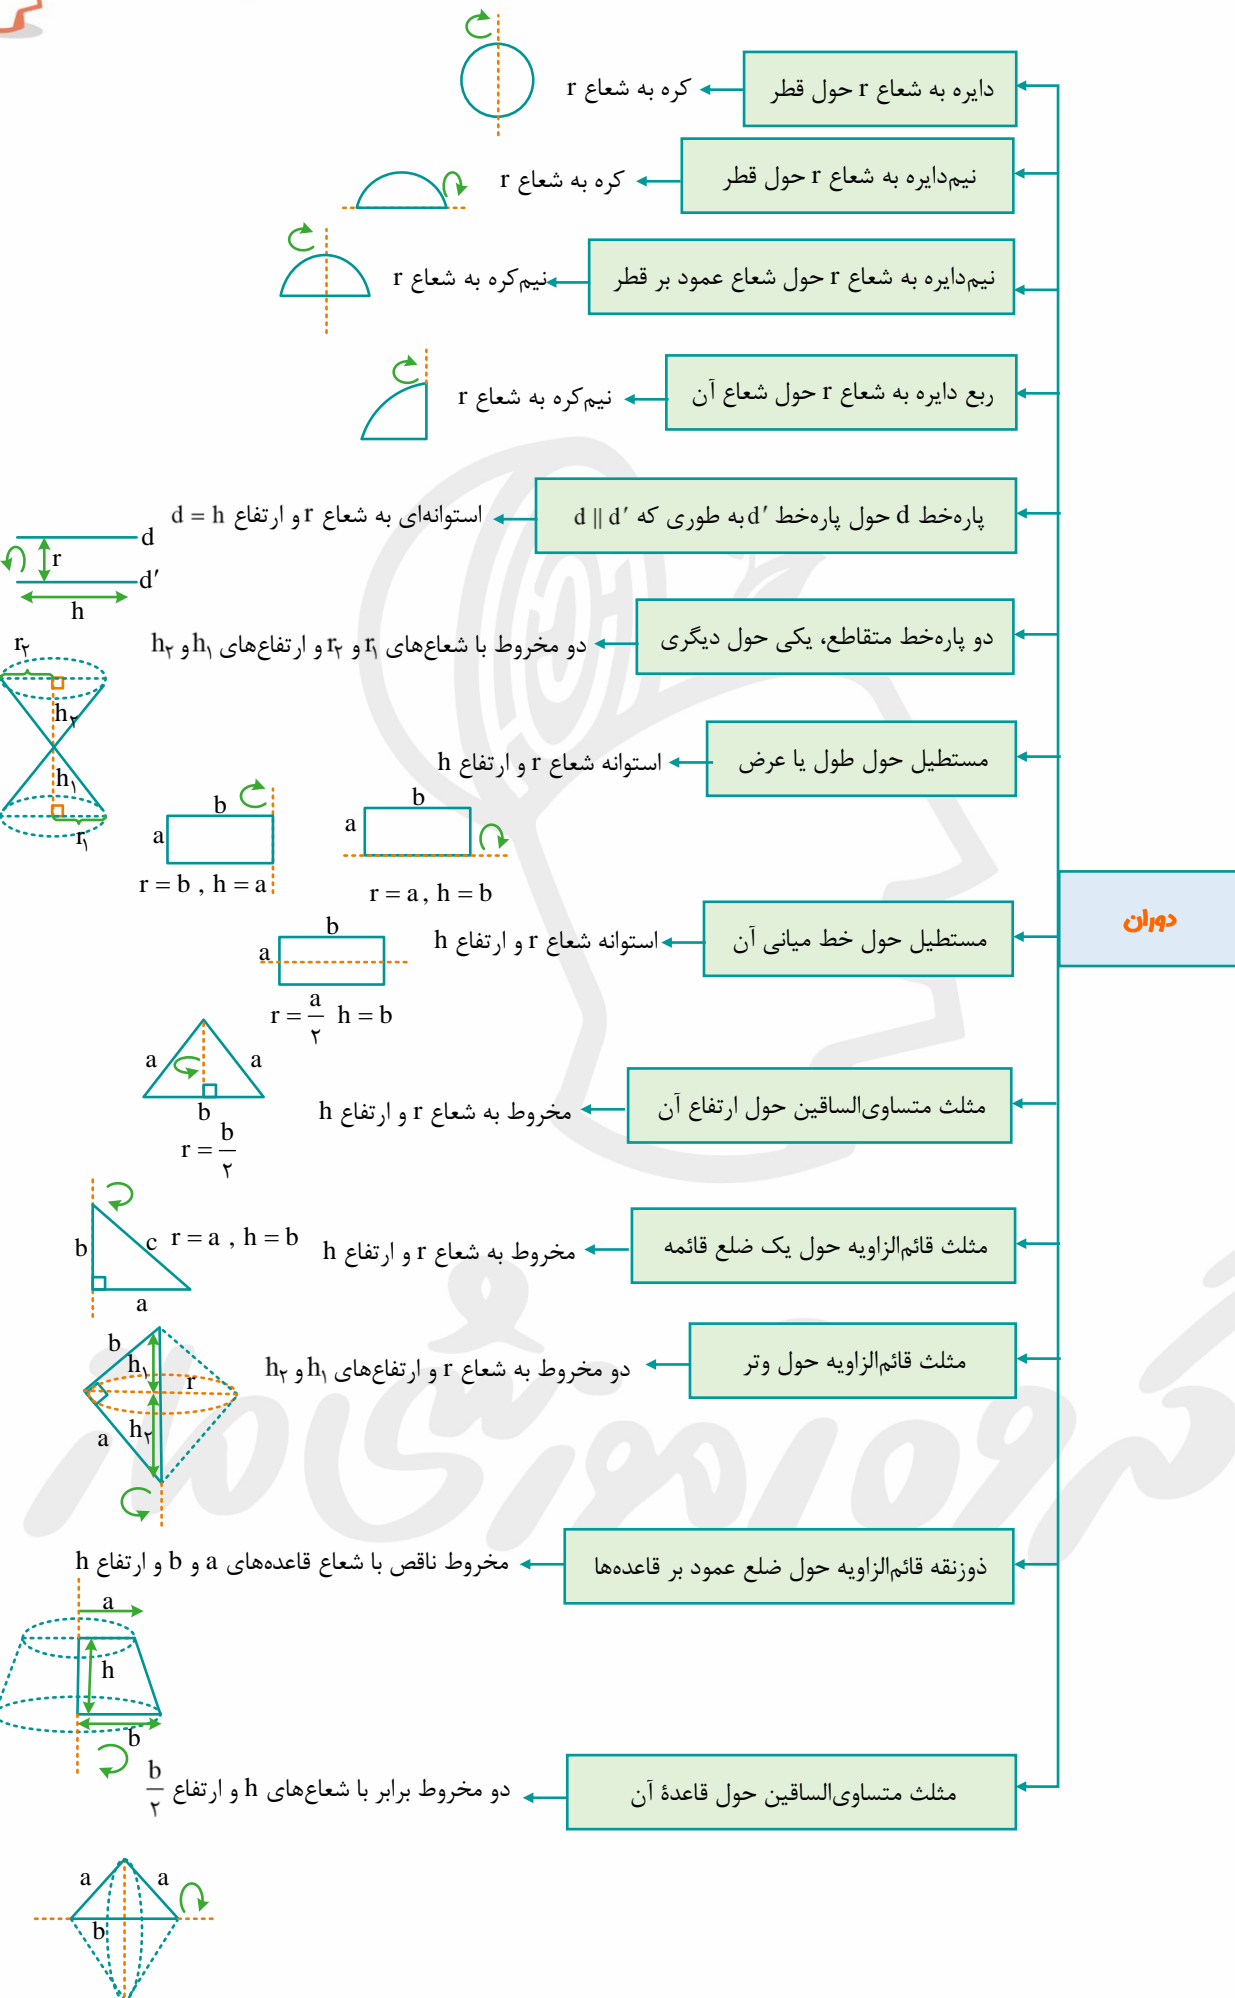 دوران
دایره به شعاع r حول قطر
کره به شعاع r
نیم‌دایره به شعاع r حول قطر
کره به شعاع r
نیم‌دایره به شعاع r حول شعاع عمود بر قطر
نیم‌کره به شعاع r
ربع دایره به شعاع r حول شعاع آن
نیم‌کره به شعاع r
پاره‌خط d حول پاره‌خط d′ به طوری که d || d′
استوانه‌ای به شعاع r و ارتفاع d = h
d
r
d′
h
دو پاره‌خط متقاطع، یکی حول دیگری
دو مخروط با شعاع‌های r₁ و r₂ و ارتفاع‌های h₁ و h₂
r₂
h₂
h₁
r₁
مستطیل حول طول یا عرض
استوانه شعاع r و ارتفاع h
b
a
r = a , h = b
b
a
r = b , h = a
مستطیل حول خط میانی آن
استوانه شعاع r و ارتفاع h
b
a
r = a/۲ h = b
مثلث متساوی‌الساقین حول ارتفاع آن
مخروط به شعاع r و ارتفاع h
a a
b
r = b/۲
مثلث قائم‌الزاویه حول یک ضلع قائمه
مخروط به شعاع r و ارتفاع h
b c r = a , h = b
a
مثلث قائم‌الزاویه حول وتر
دو مخروط به شعاع r و ارتفاع‌های h₁ و h₂
b
h₁
r
a h₂
ذوزنقه قائم‌الزاویه حول ضلع عمود بر قاعده‌ها
مخروط ناقص با شعاع قاعده‌های a و b و ارتفاع h
a
h
b
مثلث متساوی‌الساقین حول قاعدهٔ آن
دو مخروط برابر با شعاع‌های h و ارتفاع b/۲
a a
b
گروه آموزشی ماز